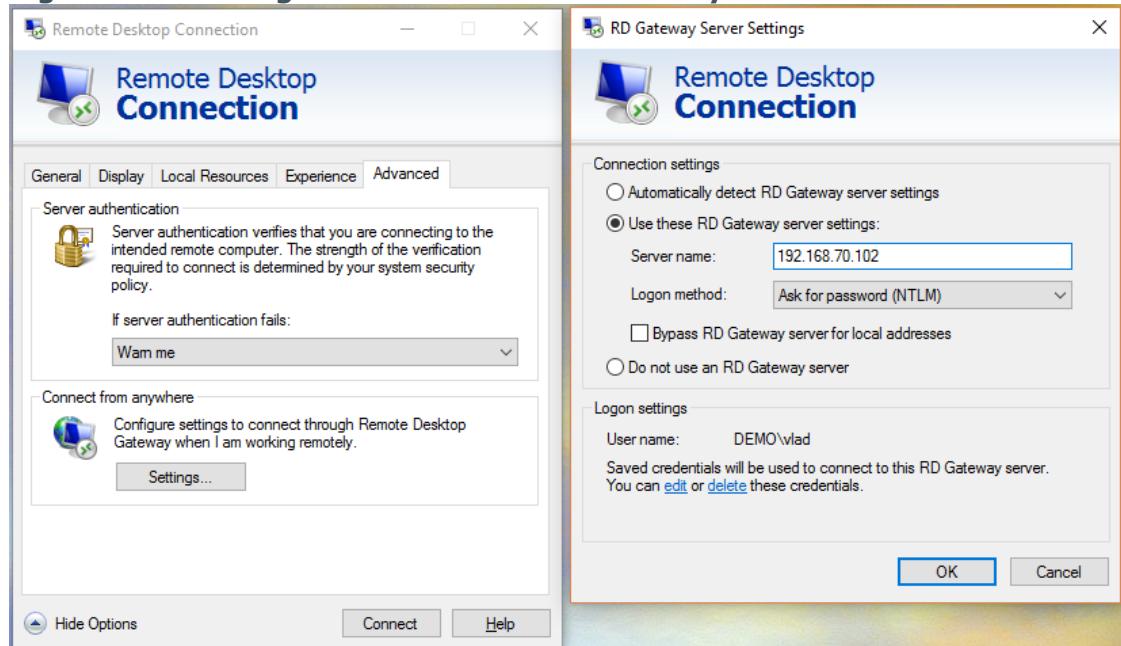 Remote Desktop Connection
Remote Desktop
Connection
General Display Local Resources Experience Advanced
Server authentication
Server authentication verifies that you are connecting to the
intended remote computer. The strength of the verification
required to connect is determined by your system security
policy.
If server authentication fails:
Warn me
Connect from anywhere
Configure settings to connect through Remote Desktop
Gateway when I am working remotely.
Settings...
Hide Options
Connect
Help
RD Gateway Server Settings
Remote Desktop
Connection
Connection settings
Automatically detect RD Gateway server settings
Use these RD Gateway server settings:
Server name: 192.168.70.102
Logon method: Ask for password (NTLM)
Bypass RD Gateway server for local addresses
Do not use an RD Gateway server
Logon settings
User name: DEMO\vlad
Saved credentials will be used to connect to this RD Gateway server.
You can edit or delete these credentials.
OK
Cancel